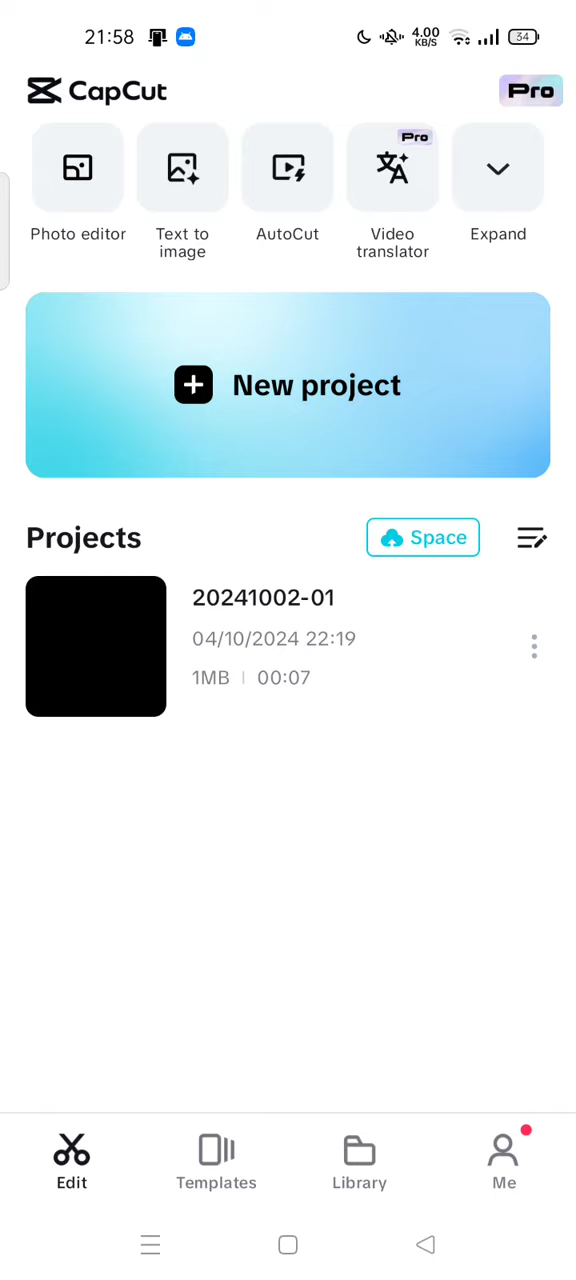 21:58
4.00 KB/S
34
CapCut
Pro
Pro
Photo editor
Text to image
AutoCut
Video translator
Expand
New project
Projects
Space
20241002-01
04/10/2024 22:19
1MB | 00:07
Edit
Templates
Library
Me